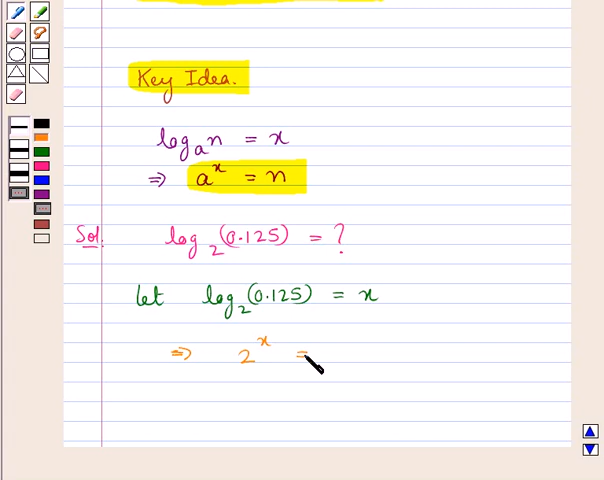 Key Idea.
logₐn = x
⇒ aˣ = n
Sol. log₂(0.125) = ?
let log₂(0.125) = x
⇒ 2ˣ =